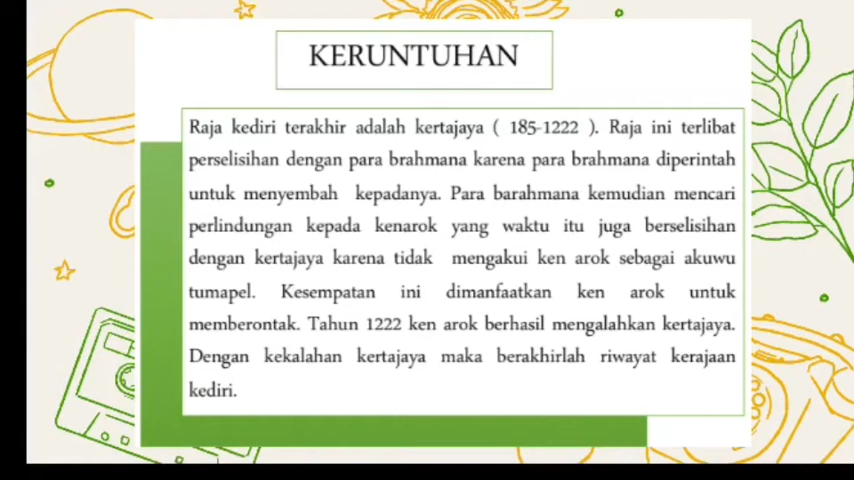 KERUNTUHAN
Raja kediri terakhir adalah kertajaya ( 185-1222 ). Raja ini terlibat
perselisihan dengan para brahmana karena para brahmana diperintah
untuk menyembah kepadanya. Para barahmana kemudian mencari
perlindungan kepada kenarok yang waktu itu juga berselisihan
dengan kertajaya karena tidak mengakui ken arok sebagai akuwu
tumapel. Kesempatan ini dimanfaatkan ken arok untuk
memberontak. Tahun 1222 ken arok berhasil mengalahkan kertajaya.
Dengan kekalahan kertajaya maka berakhirlah riwayat kerajaan
kediri.